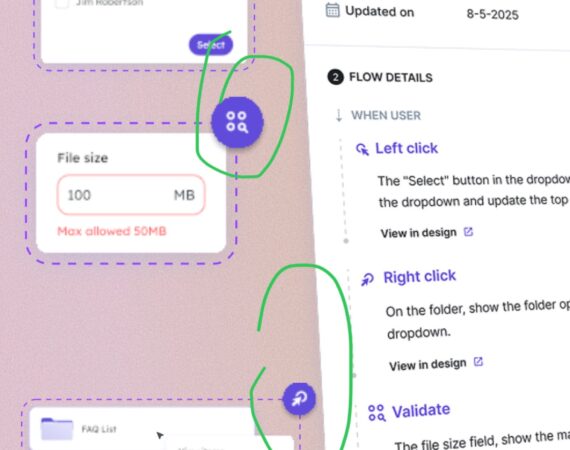 Jim Robertson
Select
File size
100 MB
Max allowed 50MB
FAQ List
Updated on 8-5-2025
2 FLOW DETAILS
WHEN USER
Left click
The "Select" button in the
the dropdown and update the top
View in design
Right click
On the folder, show the folder
dropdown.
View in design
Validate
The file size field, show the